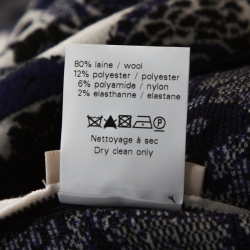 80% laine / wool
12% polyester / polyester
6% polyamide / nylon
2% elasthanne / elastane
Nettoyage à sec
Dry clean only